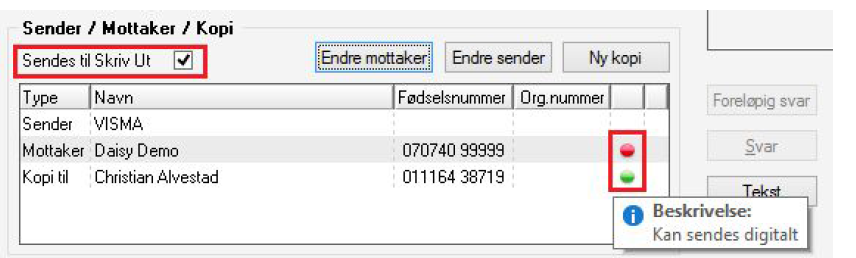 Sender / Mottaker / Kopi
Sendes til Skriv Ut
Endre mottaker Endre sender Ny kopi
Type Navn Fødselsnummer Org.nummer
Sender VISMA
Mottaker Daisy Demo 070740 99999
Kopi til Christian Alvestad 011164 38719
Foreløpig svar
Svar
Tekst
Beskrivelse:
Kan sendes digitalt